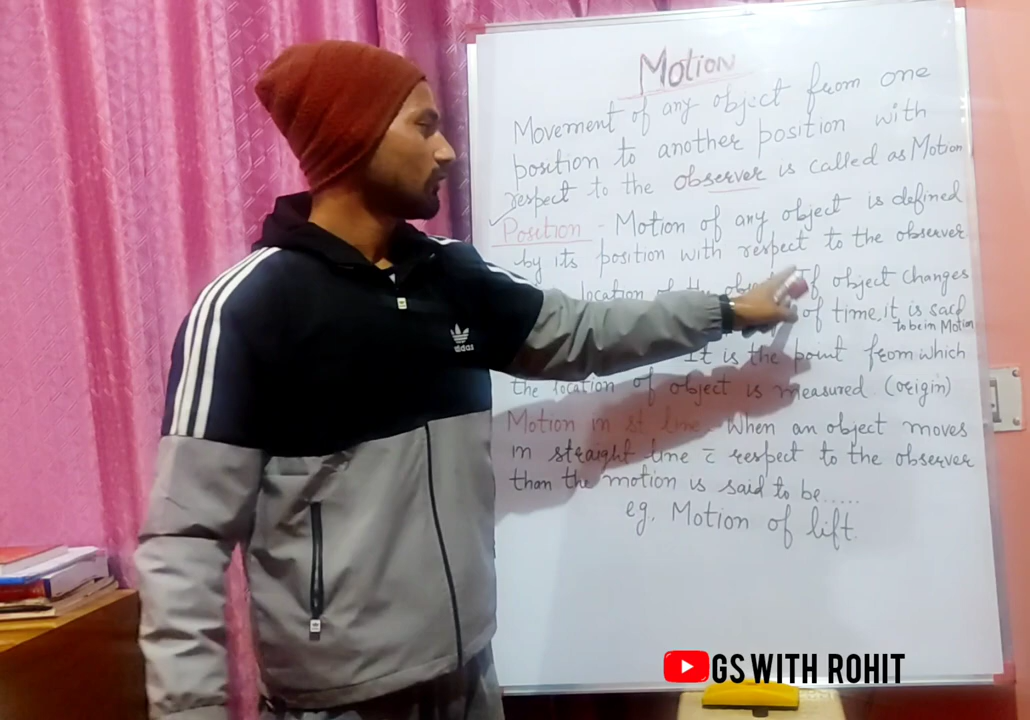 Motion
Movement of any object from one
position to another position with
respect to the observer is called as Motion
Position - Motion of any object is defined
by its position with respect to the observer
location of the If object changes
of time, it is said
to be in Motion
It is the point from which
the location of object is measured (origin)
Motion in st line. When an object moves
in straight line c̄ respect to the observer
than the motion is said to be.....
eg. Motion of lift.
adidas
GS WITH ROHIT